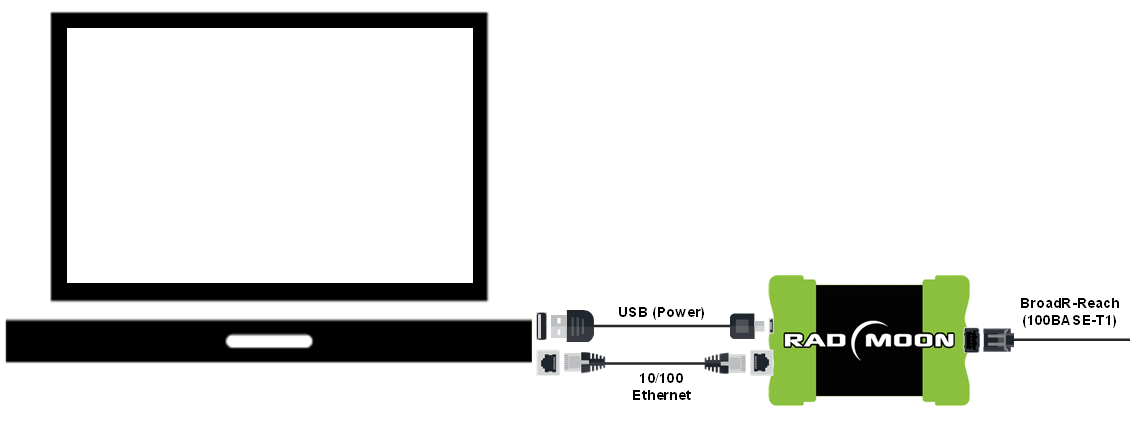 USB (Power)
10/100
Ethernet
RAD MOON
BroadR-Reach
(100BASE-T1)